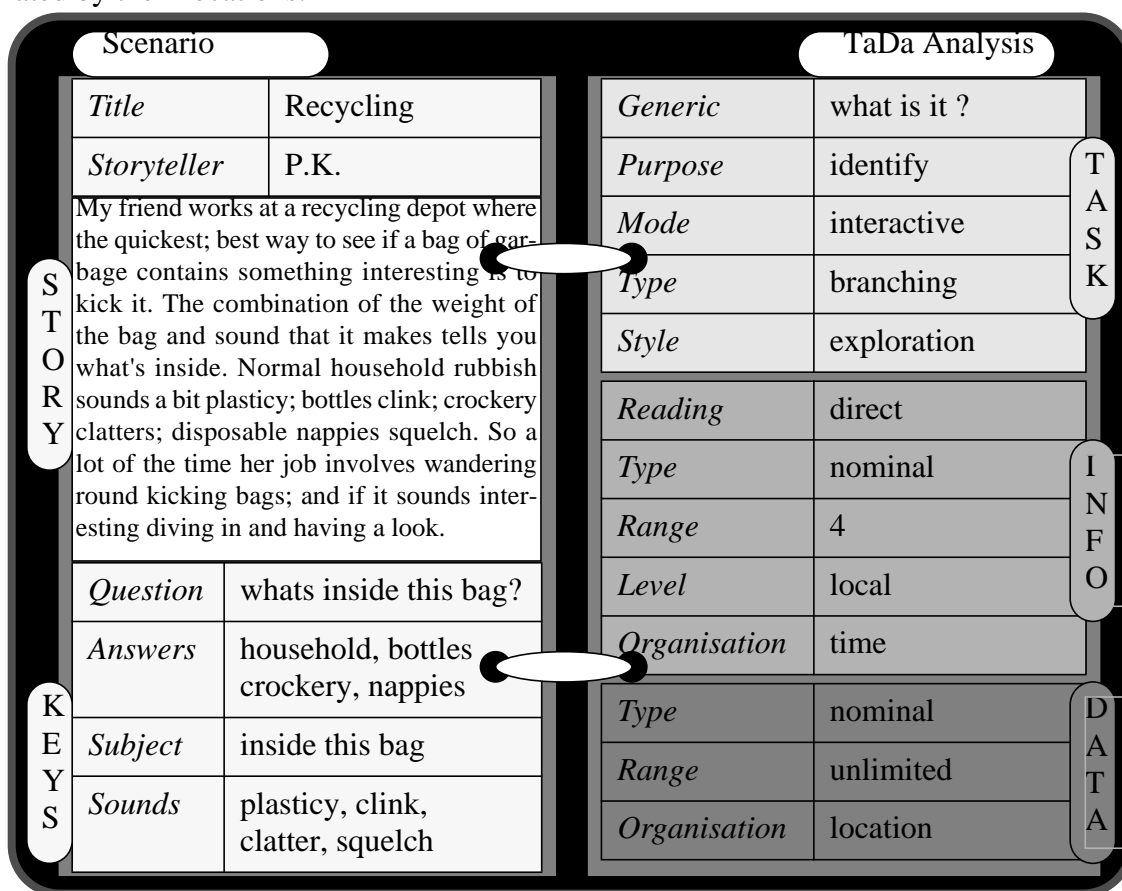 Scenario
Title Recycling
Storyteller P.K.
My friend works at a recycling depot where
the quickest; best way to see if a bag of gar-
bage contains something interesting is to
kick it. The combination of the weight of
the bag and sound that it makes tells you
what's inside. Normal household rubbish
sounds a bit plasticy; bottles clink; crockery
clatters; disposable nappies squelch. So a
lot of the time her job involves wandering
round kicking bags; and if it sounds inter-
esting diving in and having a look.
STORY
Question whats inside this bag?
Answers household, bottles
crockery, nappies
Subject inside this bag
Sounds plasticy, clink,
clatter, squelch
KEYS
TaDa Analysis
Generic what is it ?
Purpose identify
Mode interactive
Type branching
Style exploration
TASK
Reading direct
Type nominal
Range 4
Level local
Organisation time
INFO
Type nominal
Range unlimited
Organisation location
DATA